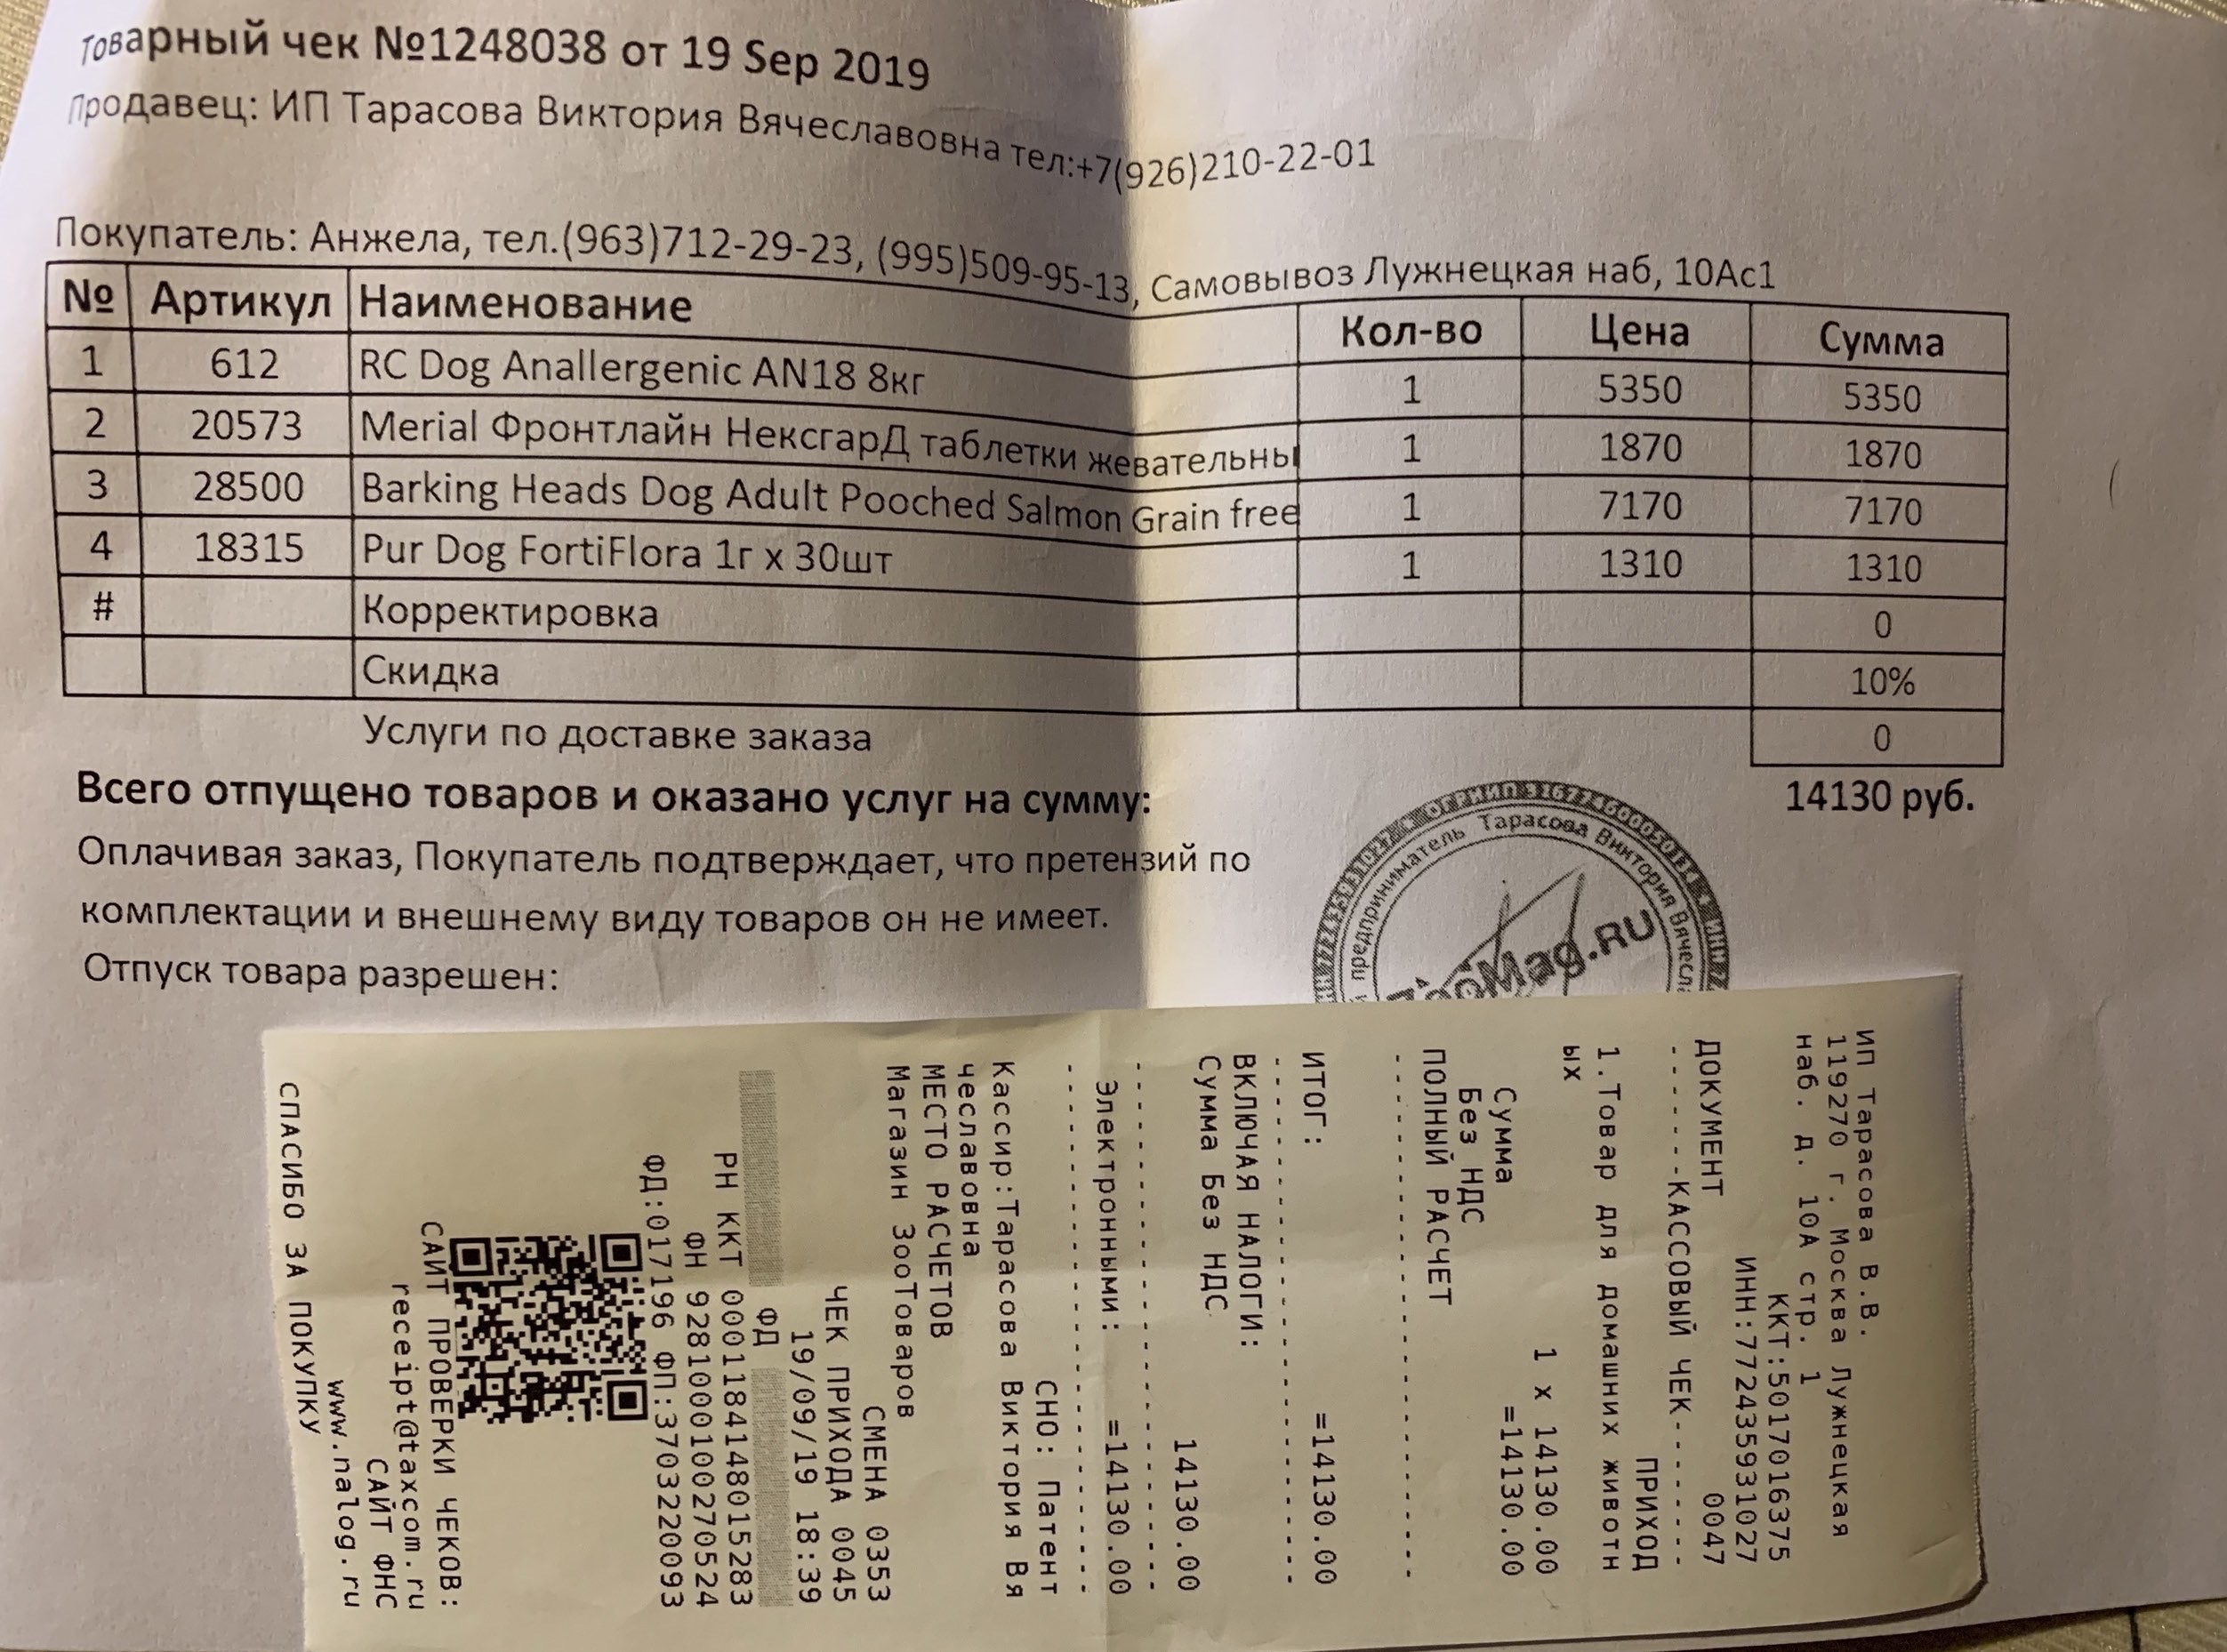 Товарный чек №1248038 от 19 Sep 2019
Продавец: ИП Тарасова Виктория Вячеславовна тел:+7(926)210-22-01
Покупатель: Анжела, тел.(963)712-29-23, (995)509-95-13, Самовывоз Лужнецкая наб, 10Ас1
№ Артикул Наименование Кол-во Цена Сумма
1 612 RC Dog Anallergenic AN18 8кг 1 5350 5350
2 20573 Merial Фронтлайн НексгарД таблетки жевательны 1 1870 1870
3 28500 Barking Heads Dog Adult Pooched Salmon Grain free 1 7170 7170
4 18315 Pur Dog FortiFlora 1г х 30шт 1 1310 1310
# Корректировка 0
Скидка 10%
Услуги по доставке заказа 0
Всего отпущено товаров и оказано услуг на сумму: 14130 руб.
Оплачивая заказ, Покупатель подтверждает, что претензий по
комплектации и внешнему виду товаров он не имеет.
Отпуск товара разрешен:
предприниматель Тарасова Виктория
ZooMag.RU
ИП Тарасова В.В.
119270 г. Москва Лужнецкая
наб. д. 10А стр. 1
ККТ:5017016375
ИНН:772435931027
ДОКУМЕНТ 0047
-------КАССОВЫЙ ЧЕК-------
ПРИХОД
1.Товар для домашних животн
ых
1 х 14130.00
Сумма =14130.00
Без НДС
ПОЛНЫЙ РАСЧЕТ
ИТОГ: =14130.00
ВКЛЮЧАЯ НАЛОГИ:
Сумма Без НДС 14130.00
Электронными: =14130.00
СНО: Патент
Кассир:Тарасова Виктория Вя
чеславовна
МЕСТО РАСЧЕТОВ
Магазин ЗооТоваров
СМЕНА 0353
ЧЕК ПРИХОДА 0045
19/09/19 18:39
ФД
РН ККТ 0001184148015283
ФН 9281000100270524
ФД:017196 ФП:3703220093
САЙТ ПРОВЕРКИ ЧЕКОВ:
receipt@taxcom.ru
САЙТ ФНС
www.nalog.ru
СПАСИБО ЗА ПОКУПКУ